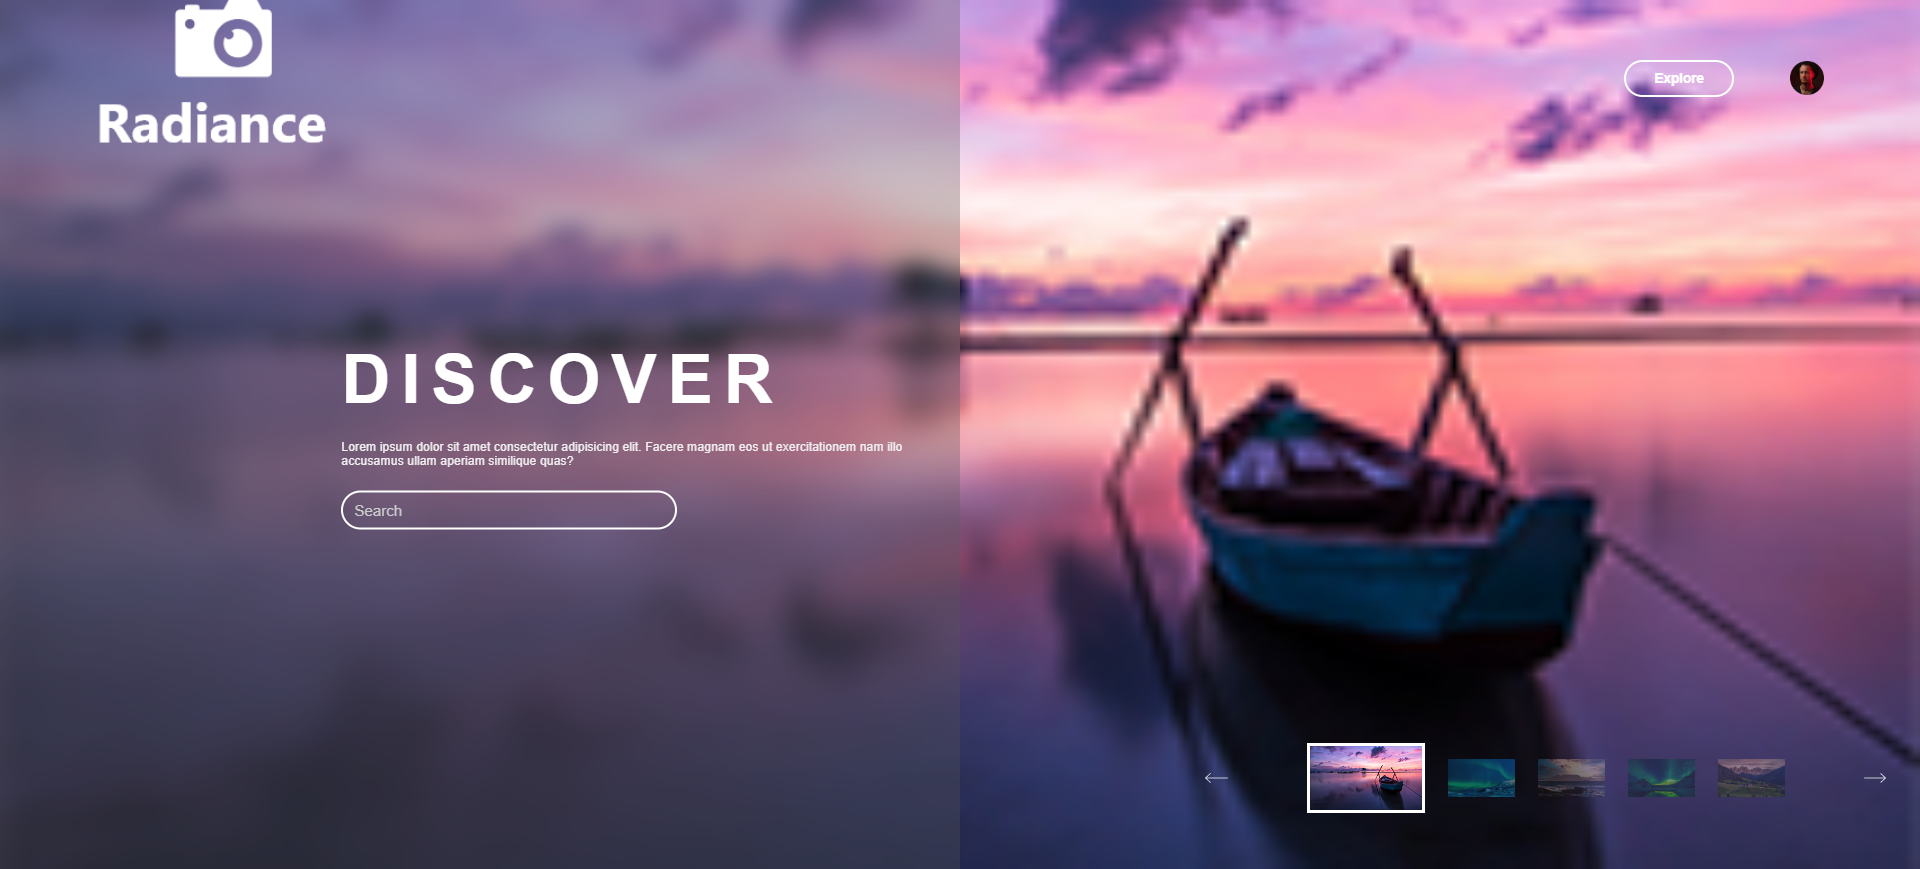 Radiance
Explore
DISCOVER
Lorem ipsum dolor sit amet consectetur adipisicing elit. Facere magnam eos ut exercitationem nam illo
accusamus ullam aperiam similique quas?
Search